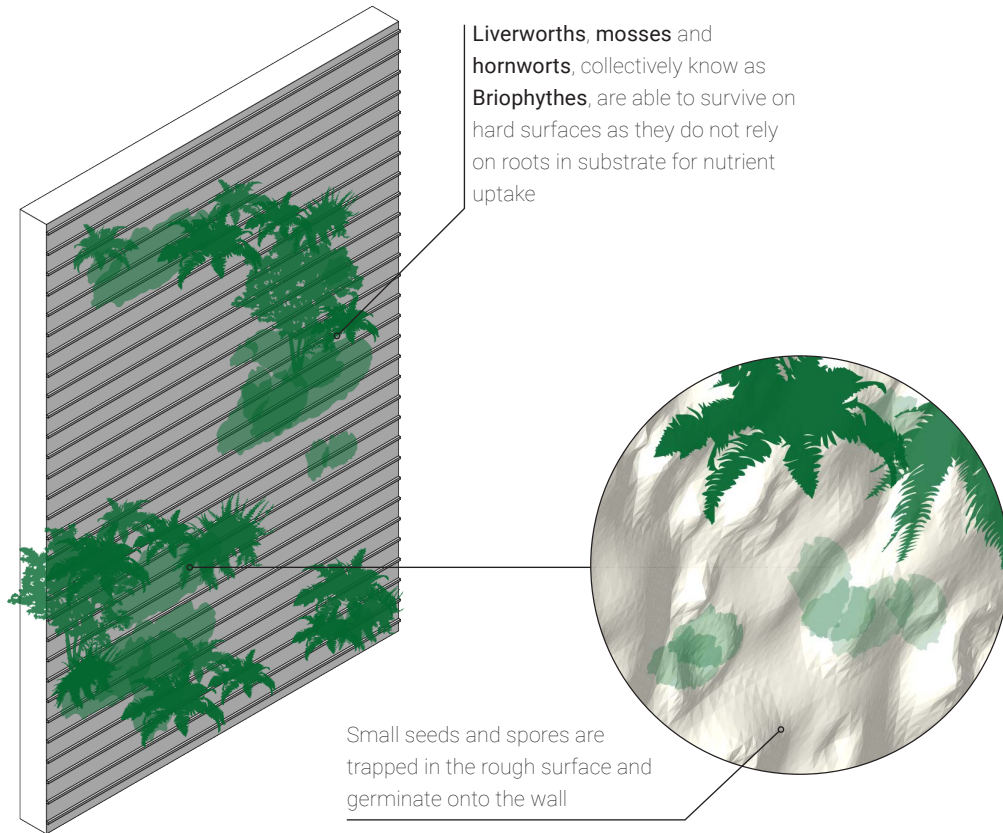 Liverworths, mosses and
hornworts, collectively know as
Briophythes, are able to survive on
hard surfaces as they do not rely
on roots in substrate for nutrient
uptake
Small seeds and spores are
trapped in the rough surface and
germinate onto the wall